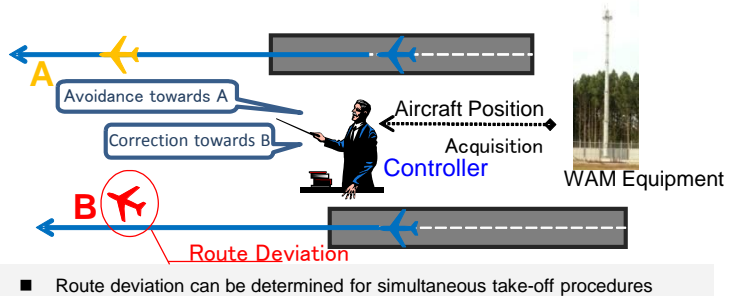 A
Avoidance towards A
Correction towards B
Aircraft Position
Acquisition
Controller
WAM Equipment
B
Route Deviation
■ Route deviation can be determined for simultaneous take-off procedures